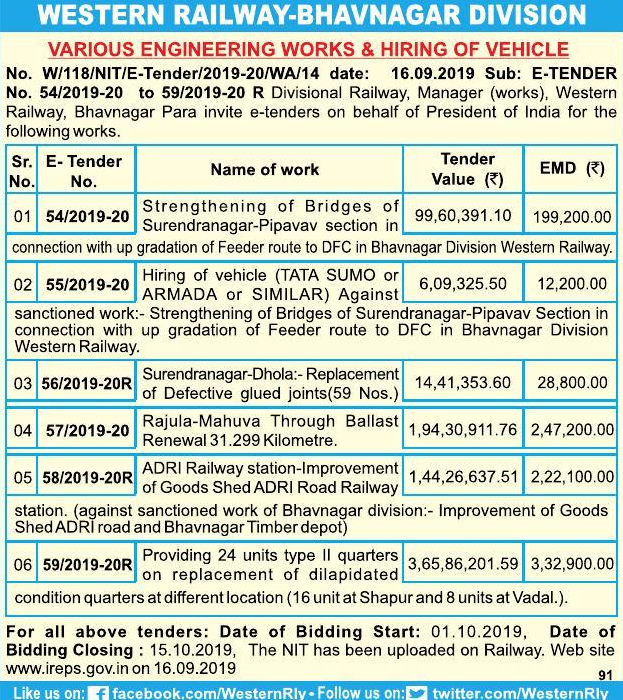 WESTERN RAILWAY-BHAVNAGAR DIVISION
VARIOUS ENGINEERING WORKS & HIRING OF VEHICLE
No. W/118/NIT/E-Tender/2019-20/WA/14 date: 16.09.2019 Sub: E-TENDER
No. 54/2019-20 to 59/2019-20 R Divisional Railway, Manager (works), Western
Railway, Bhavnagar Para invite e-tenders on behalf of President of India for the
following works.
Sr. No. E- Tender No. Name of work Tender Value (₹) EMD (₹)
01 54/2019-20 Strengthening of Bridges of Surendranagar-Pipavav section in 99,60,391.10 199,200.00
connection with up gradation of Feeder route to DFC in Bhavnagar Division Western Railway.
02 55/2019-20 Hiring of vehicle (TATA SUMO or ARMADA or SIMILAR) Against 6,09,325.50 12,200.00
sanctioned work:- Strengthening of Bridges of Surendranagar-Pipavav Section in
connection with up gradation of Feeder route to DFC in Bhavnagar Division
Western Railway.
03 56/2019-20R Surendranagar-Dhola:- Replacement of Defective glued joints(59 Nos.) 14,41,353.60 28,800.00
04 57/2019-20 Rajula-Mahuva Through Ballast Renewal 31.299 Kilometre. 1,94,30,911.76 2,47,200.00
05 58/2019-20R ADRI Railway station-Improvement of Goods Shed ADRI Road Railway 1,44,26,637.51 2,22,100.00
station. (against sanctioned work of Bhavnagar division:- Improvement of Goods
Shed ADRI road and Bhavnagar Timber depot)
06 59/2019-20R Providing 24 units type II quarters on replacement of dilapidated 3,65,86,201.59 3,32,900.00
condition quarters at different location (16 unit at Shapur and 8 units at Vadal.).
For all above tenders: Date of Bidding Start: 01.10.2019, Date of
Bidding Closing : 15.10.2019, The NIT has been uploaded on Railway. Web site
www.ireps.gov.in on 16.09.2019
91
Like us on: f facebook.com/WesternRly • Follow us on: twitter.com/WesternRly